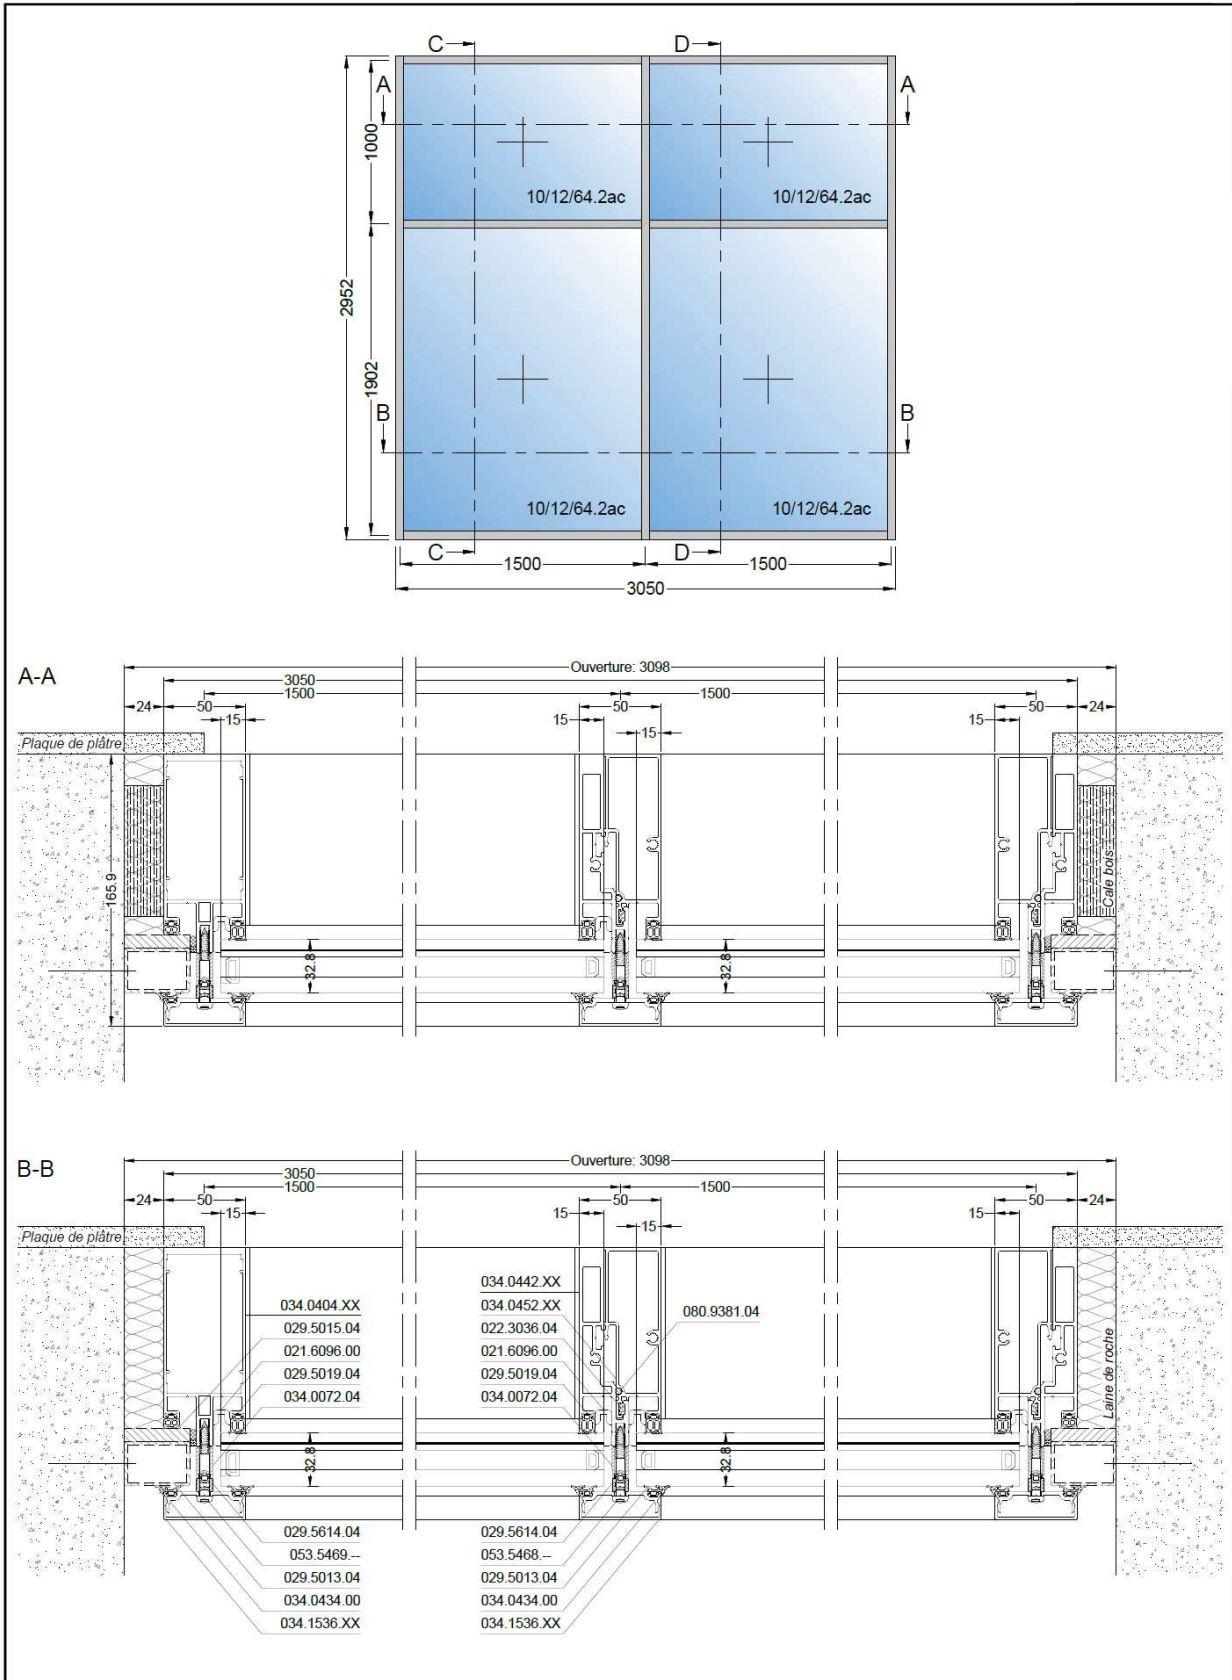 C
D
A
A
1000
10/12/64.2ac
10/12/64.2ac
2952
1902
B
B
10/12/64.2ac
10/12/64.2ac
C
D
1500
1500
3050
A-A
Ouverture: 3098
3050
1500
1500
24
50
50
50
24
15
15
15
15
Plaque de plâtre
165.9
Cale bois
32.8
32.8
B-B
Ouverture: 3098
3050
1500
1500
24
50
50
50
24
15
15
15
15
Plaque de plâtre
034.0404.XX
029.5015.04
021.6096.00
029.5019.04
034.0072.04
034.0442.XX
034.0452.XX
022.3036.04
021.6096.00
029.5019.04
034.0072.04
080.9381.04
Laine de roche
32.8
32.8
029.5614.04
053.5469.--
029.5013.04
034.0434.00
034.1536.XX
029.5614.04
053.5468.--
029.5013.04
034.0434.00
034.1536.XX